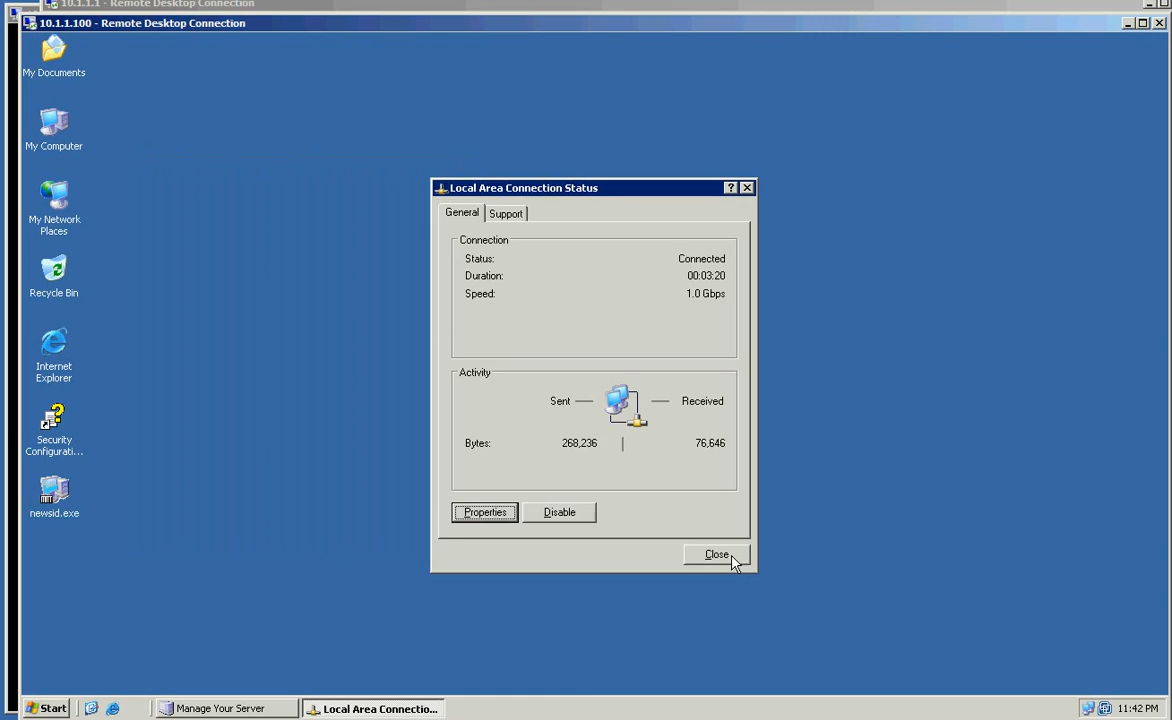 10.1.1.1 - Remote Desktop Connection
10.1.1.100 - Remote Desktop Connection
My Documents
My Computer
My Network
Places
Recycle Bin
Internet
Explorer
Security
Configurati...
newsid.exe
Local Area Connection Status
General
Support
Connection
Status: Connected
Duration: 00:03:20
Speed: 1.0 Gbps
Activity
Sent
Received
Bytes: 268,236 76,646
Properties
Disable
Close
Start
Manage Your Server
Local Area Connectio...
11:42 PM